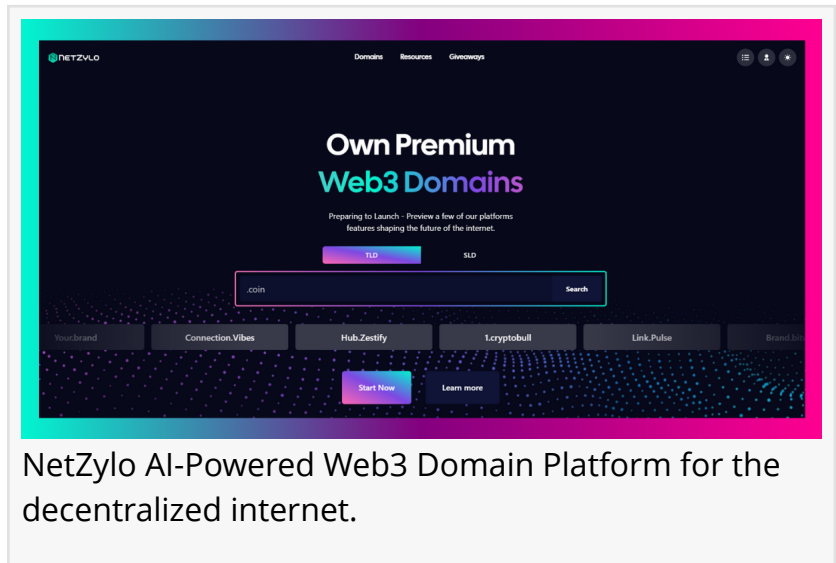 NETZYLO
Domains Resources Giveaways
Own Premium
Web3 Domains
Preparing to Launch - Preview a few of our platforms
features shaping the future of the internet.
TLD SLD
.coin Search
Your.brand Connection.Vibes Hub.Zestify 1.cryptobull Link.Pulse
Start Now Learn more
NetZylo AI-Powered Web3 Domain Platform for the
decentralized internet.